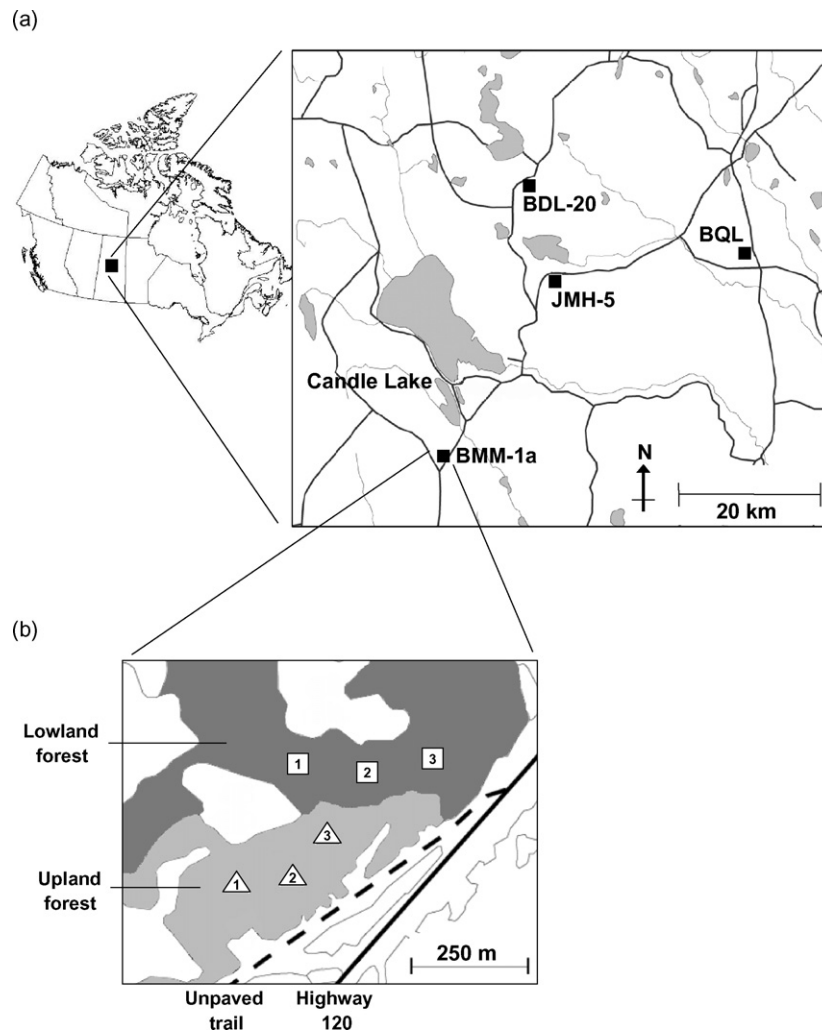 (a)
BDL-20
BQL
JMH-5
Candle Lake
BMM-1a
N
20 km
(b)
Lowland
forest
1
2
3
3
1
2
Upland
forest
250 m
Unpaved
trail
Highway
120